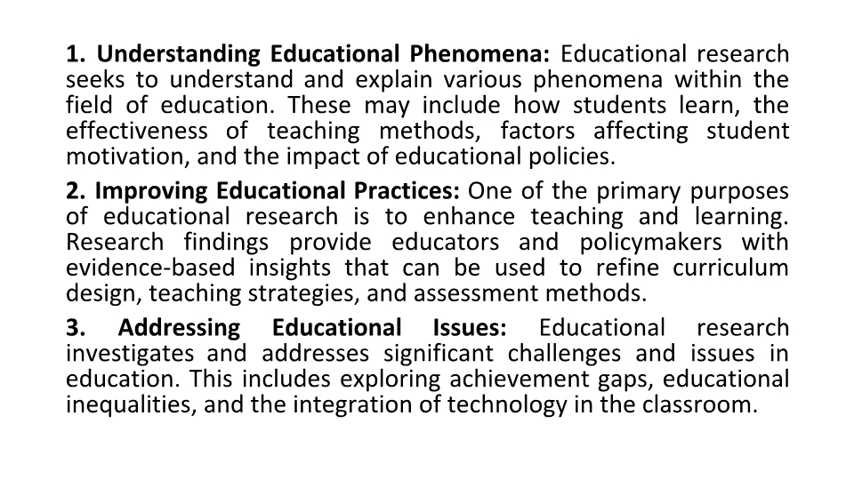 1. Understanding Educational Phenomena: Educational research
seeks to understand and explain various phenomena within the
field of education. These may include how students learn, the
effectiveness of teaching methods, factors affecting student
motivation, and the impact of educational policies.
2. Improving Educational Practices: One of the primary purposes
of educational research is to enhance teaching and learning.
Research findings provide educators and policymakers with
evidence-based insights that can be used to refine curriculum
design, teaching strategies, and assessment methods.
3. Addressing Educational Issues: Educational research
investigates and addresses significant challenges and issues in
education. This includes exploring achievement gaps, educational
inequalities, and the integration of technology in the classroom.